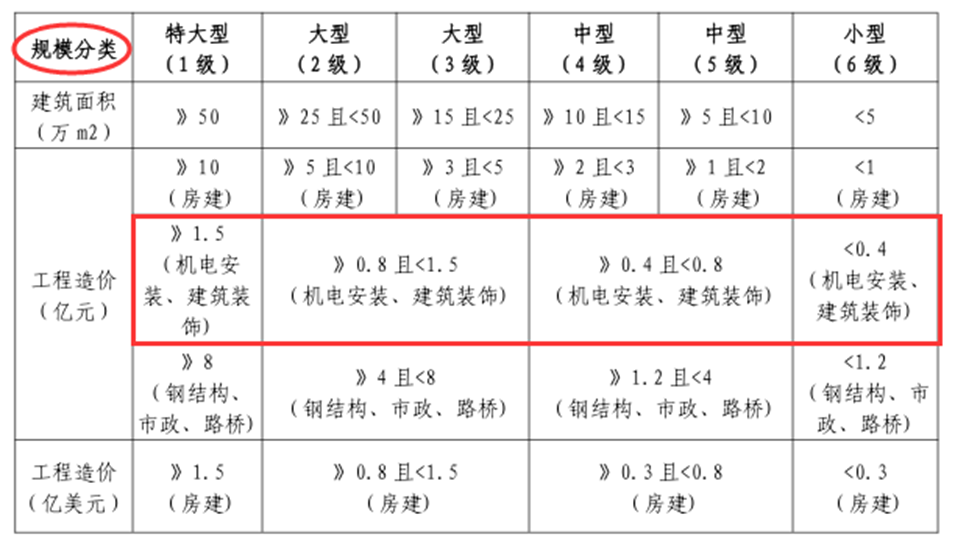 规模分类
特大型
（1级）
大型
（2级）
大型
（3级）
中型
（4级）
中型
（5级）
小型
（6级）
建筑面积
（万m2）
》50
》25且<50
》15且<25
》10且<15
》5且<10
<5
工程造价
（亿元）
》10
（房建）
》5且<10
（房建）
》3且<5
（房建）
》2且<3
（房建）
》1且<2
（房建）
<1
（房建）
》1.5
（机电安
装、建筑装
饰）
》0.8且<1.5
（机电安装、建筑装饰）
》0.4且<0.8
（机电安装、建筑装饰）
<0.4
（机电安装、
建筑装饰）
》8
（钢结构、
市政、路桥）
》4且<8
（钢结构、市政、路桥）
》1.2且<4
（钢结构、市政、路桥）
<1.2
（钢结构、市
政、路桥）
工程造价
（亿美元）
》1.5
（房建）
》0.8且<1.5
（房建）
》0.3且<0.8
（房建）
<0.3
（房建）